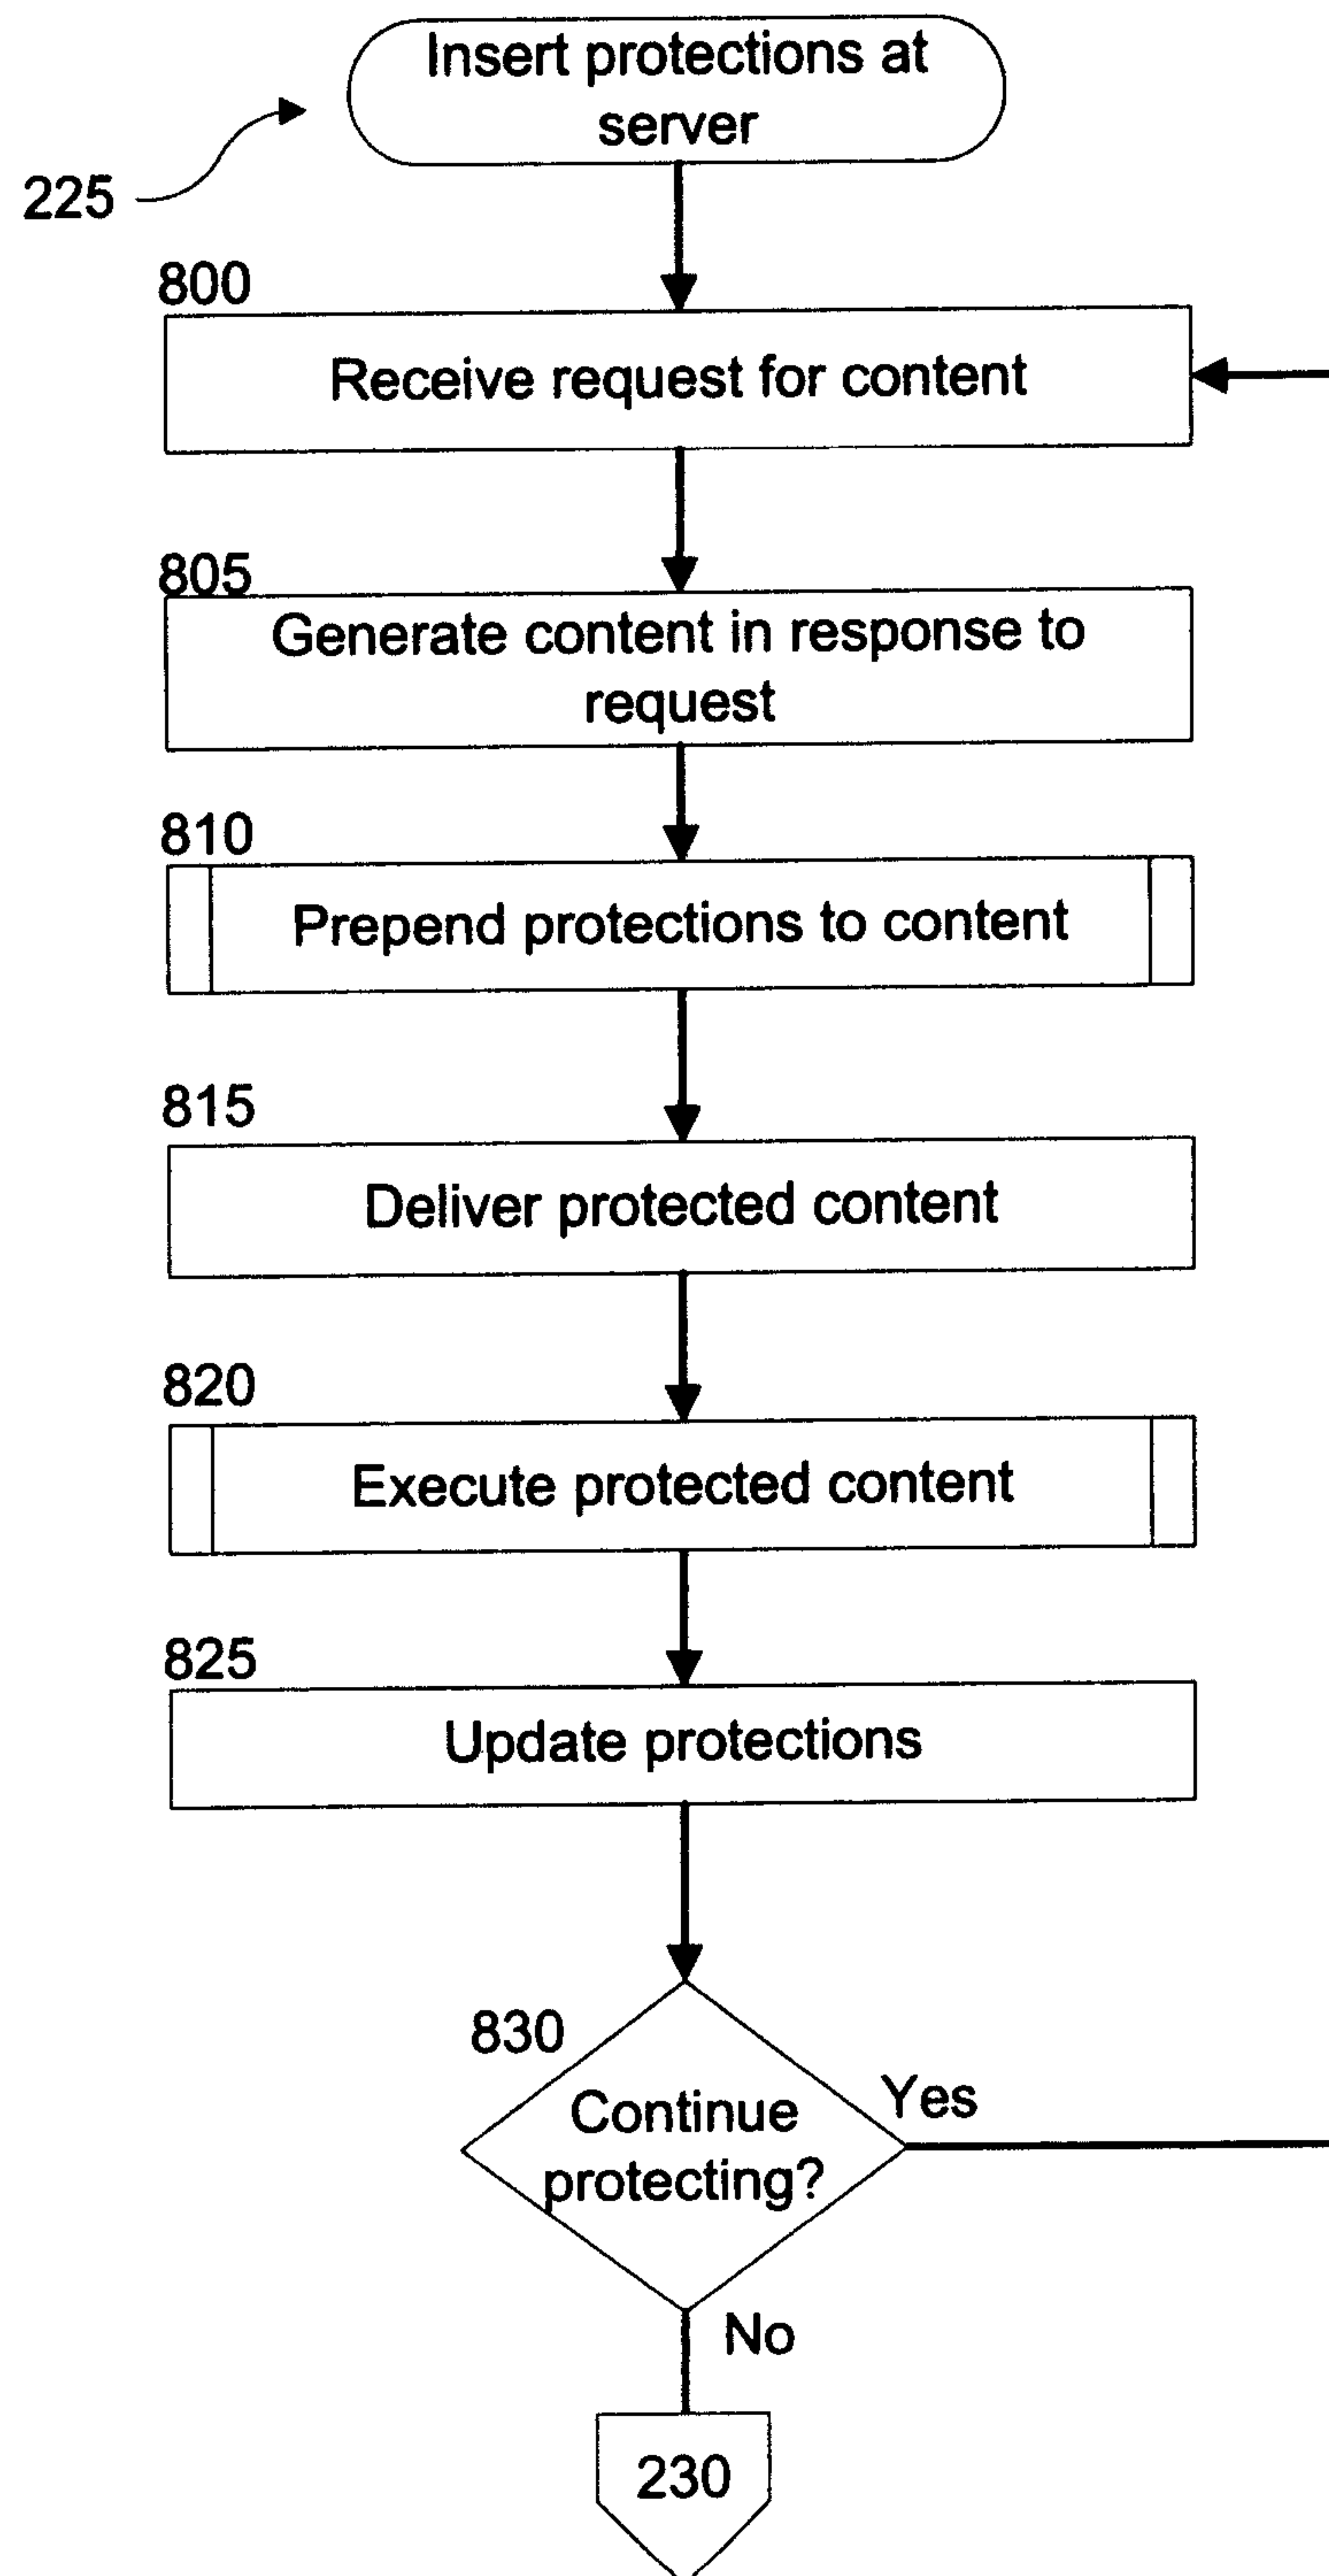 Insert protections at
server
225
800
Receive request for content
805
Generate content in response to
request
810
Prepend protections to content
815
Deliver protected content
820
Execute protected content
825
Update protections
830
Continue
protecting?
Yes
No
230